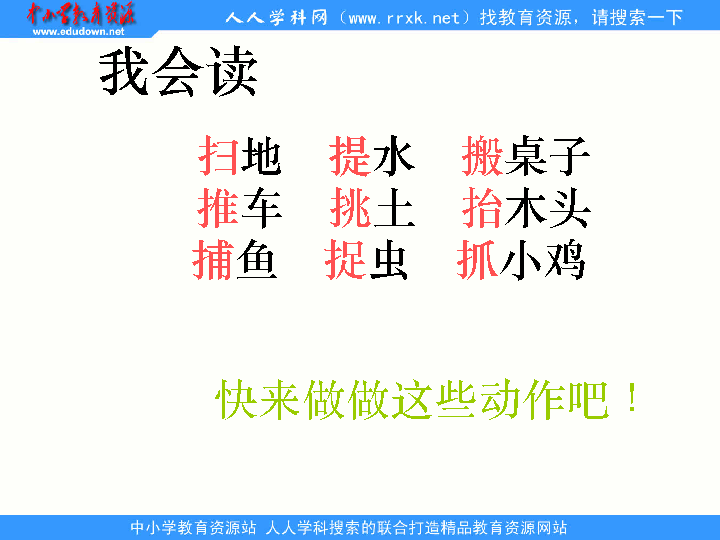 中小学教育资源
www.edudown.net
人人学科网（www.rrxk.net）找教育资源，请搜索一下
我会读
扫地 提水 搬桌子
推车 挑土 抬木头
捕鱼 捉虫 抓小鸡
快来做做这些动作吧！
中小学教育资源站 人人学科搜索的联合打造精品教育资源网站